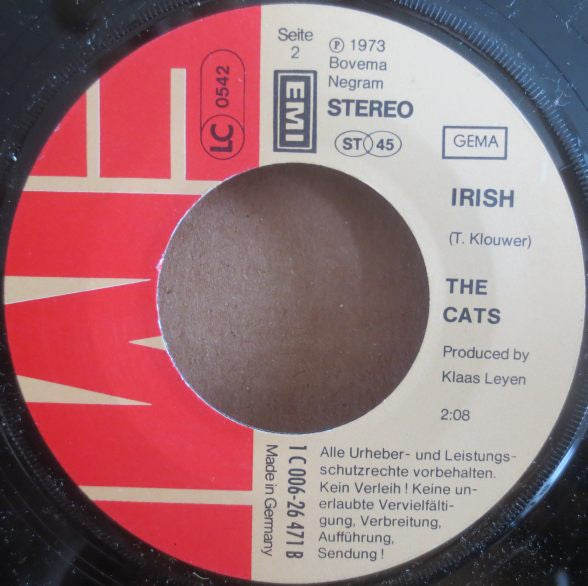 Seite
2
℗ 1973
Bovema
Negram
LC 0542
EMI
STEREO
ST 45
GEMA
IRISH
(T. Klouwer)
THE
CATS
Produced by
Klaas Leyen
2:08
1 C 006-26 471 B
Made in Germany
Alle Urheber- und Leistungs-
schutzrechte vorbehalten.
Kein Verleih! Keine un-
erlaubte Vervielfälti-
gung, Verbreitung,
Aufführung,
Sendung!